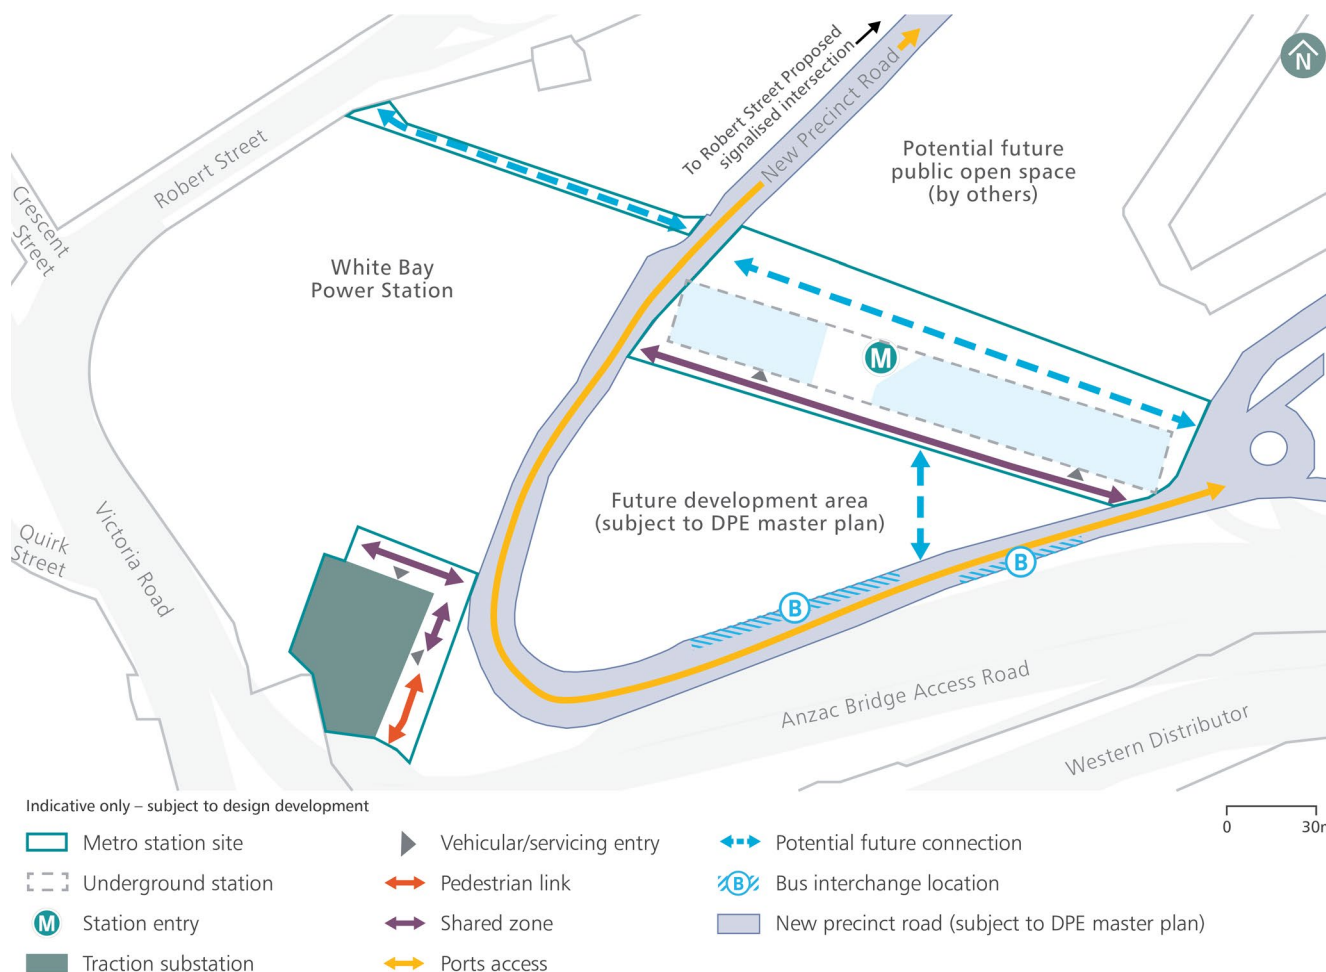 To Robert Street Proposed
signalised intersection
New Precinct Road
N
Robert Street
Crescent
Street
Potential future
public open space
(by others)
White Bay
Power Station
M
Future development area
(subject to DPE master plan)
Victoria Road
Quirk
Street
B
B
Anzac Bridge Access Road
Western Distributor
Indicative only – subject to design development
0 30m
Metro station site
Underground station
M Station entry
Traction substation
Vehicular/servicing entry
Pedestrian link
Shared zone
Ports access
Potential future connection
B Bus interchange location
New precinct road (subject to DPE master plan)